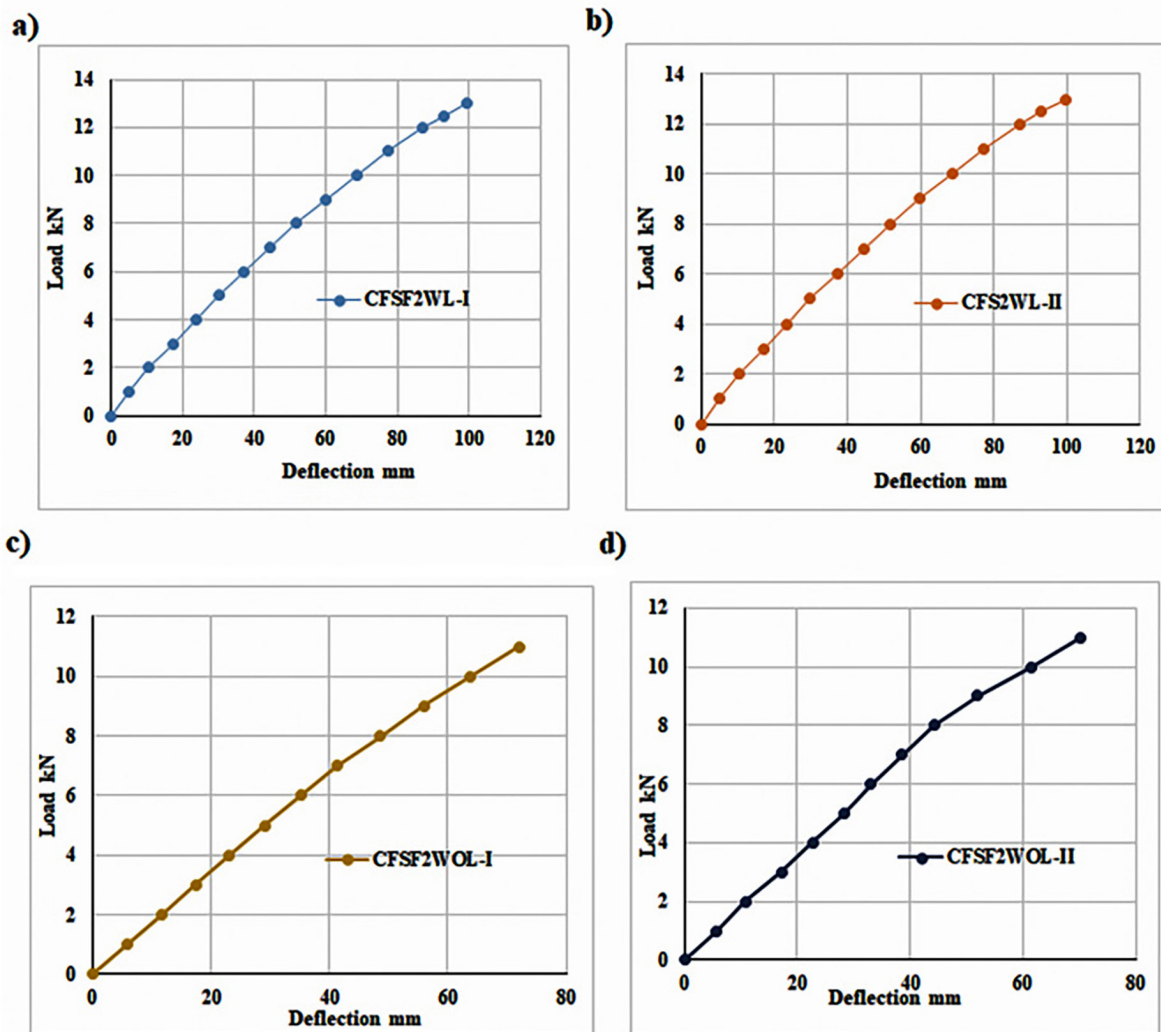 a)
14
12
10
8
6
4
2
0
Load kN
CFSF2WL-I
0 20 40 60 80 100 120
Deflection mm
b)
14
12
10
8
6
4
2
0
Load kN
CFS2WL-II
0 20 40 60 80 100 120
Deflection mm
c)
12
10
8
6
4
2
0
Load kN
CFSF2WOL-I
0 20 40 60 80
Deflection mm
d)
12
10
8
6
4
2
0
Load kN
CFSF2WOL-II
0 20 40 60 80
Deflection mm